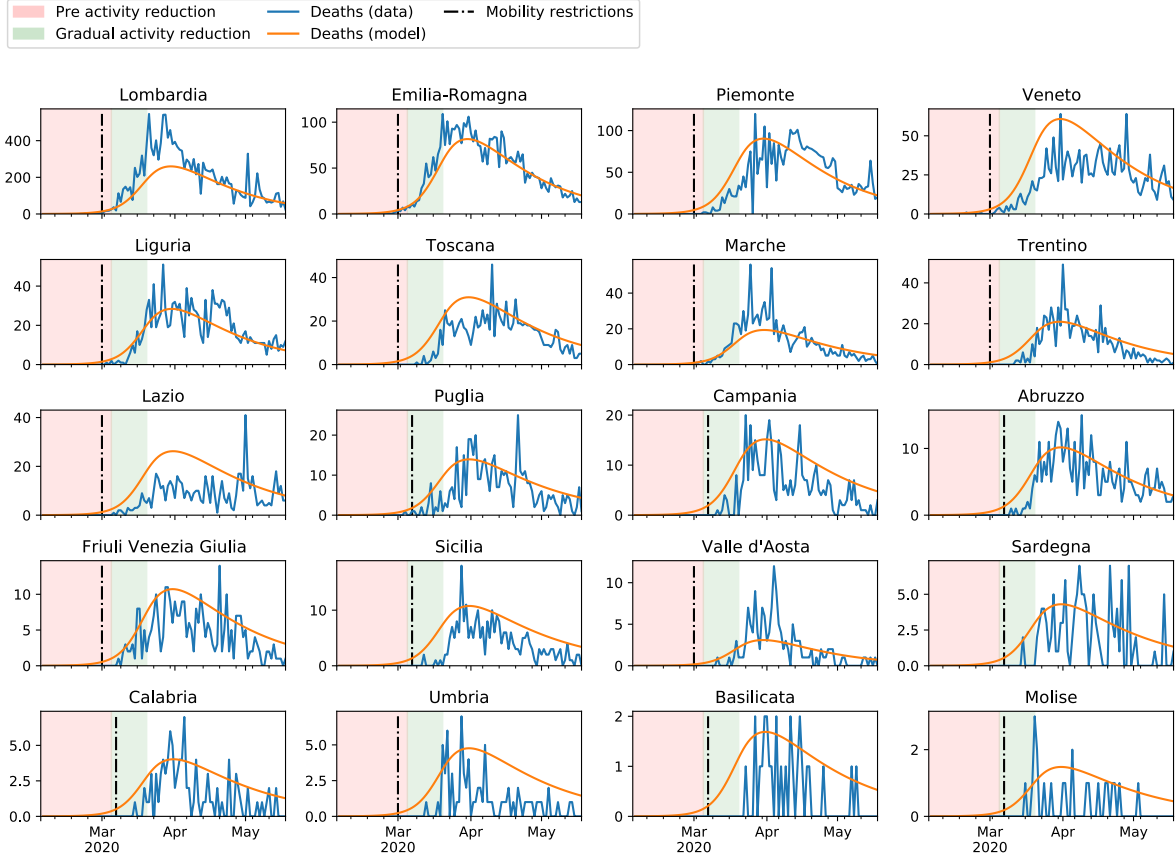 Pre activity reduction Deaths (data) Mobility restrictions
Gradual activity reduction Deaths (model)
Lombardia Emilia-Romagna Piemonte Veneto
400 100 100 50
200 50 50 25
0 0 0 0
Liguria Toscana Marche Trentino
40 40 40 40
20 20 20 20
0 0 0 0
Lazio Puglia Campania Abruzzo
40 20 20 10
20 10 10
0 0 0 0
Friuli Venezia Giulia Sicilia Valle d'Aosta Sardegna
10 10 10 5.0
5 5 2.5
0 0 0 0.0
Calabria Umbria Basilicata Molise
5.0 5.0 2 2
2.5 2.5 1
0.0 0.0 0 0
Mar Apr May Mar Apr May Mar Apr May Mar Apr May
2020 2020 2020 2020